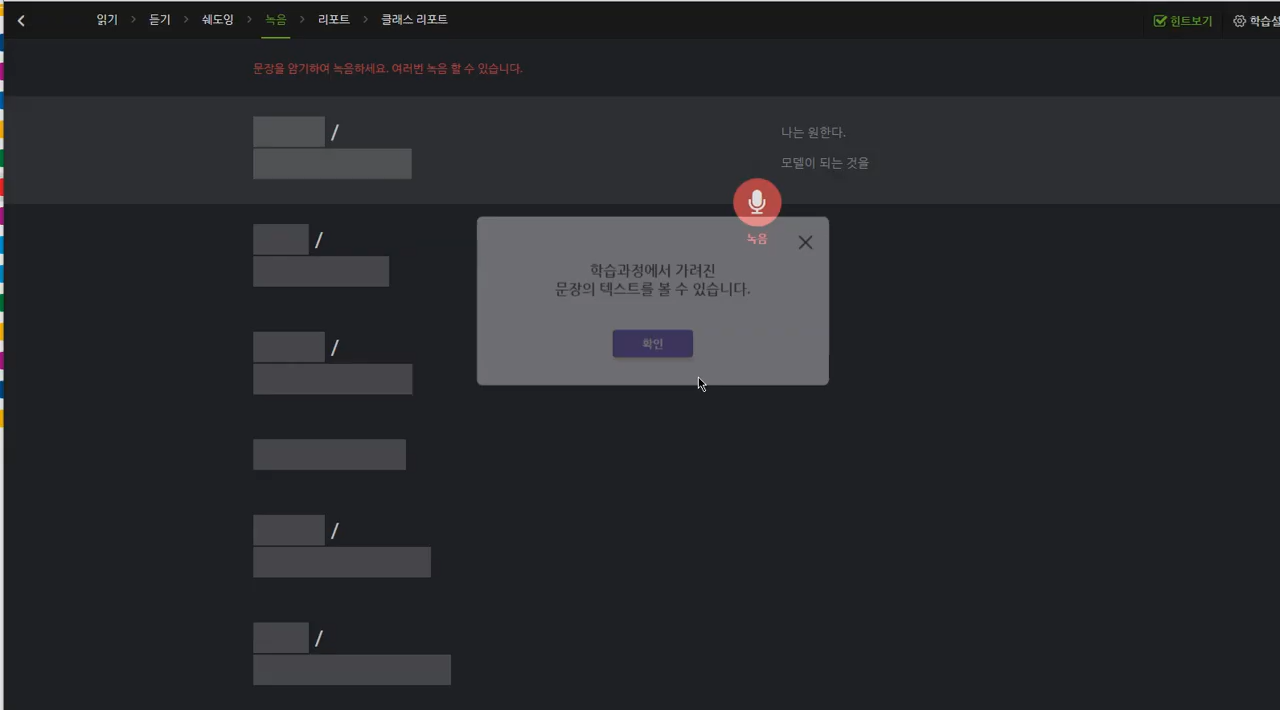 읽기 > 듣기 > 쉐도잉 > 녹음 > 리포트 > 클래스 리포트
힌트보기
문장을 암기하여 녹음하세요. 여러번 녹음 할 수 있습니다.
/
나는 원한다.
모델이 되는 것을
녹음
/
학습과정에서 가려진
문장의 텍스트를 볼 수 있습니다.
확인
/
/
/